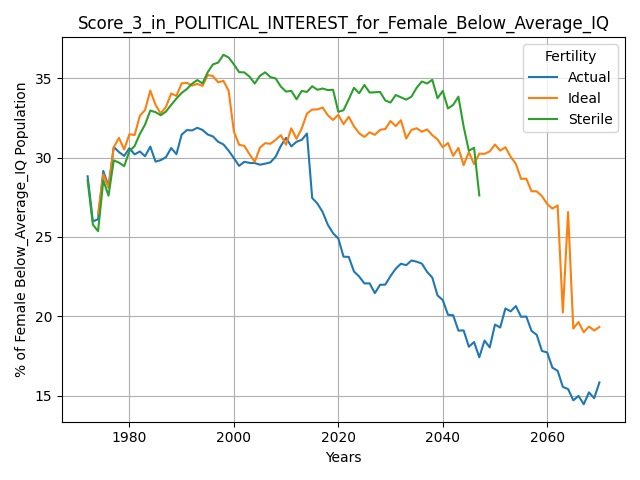 Score_3_in_POLITICAL_INTEREST_for_Female_Below_Average_IQ
% of Female Below_Average_IQ Population
35
30
25
20
15
Fertility
Actual
Ideal
Sterile
1980 2000 2020 2040 2060
Years